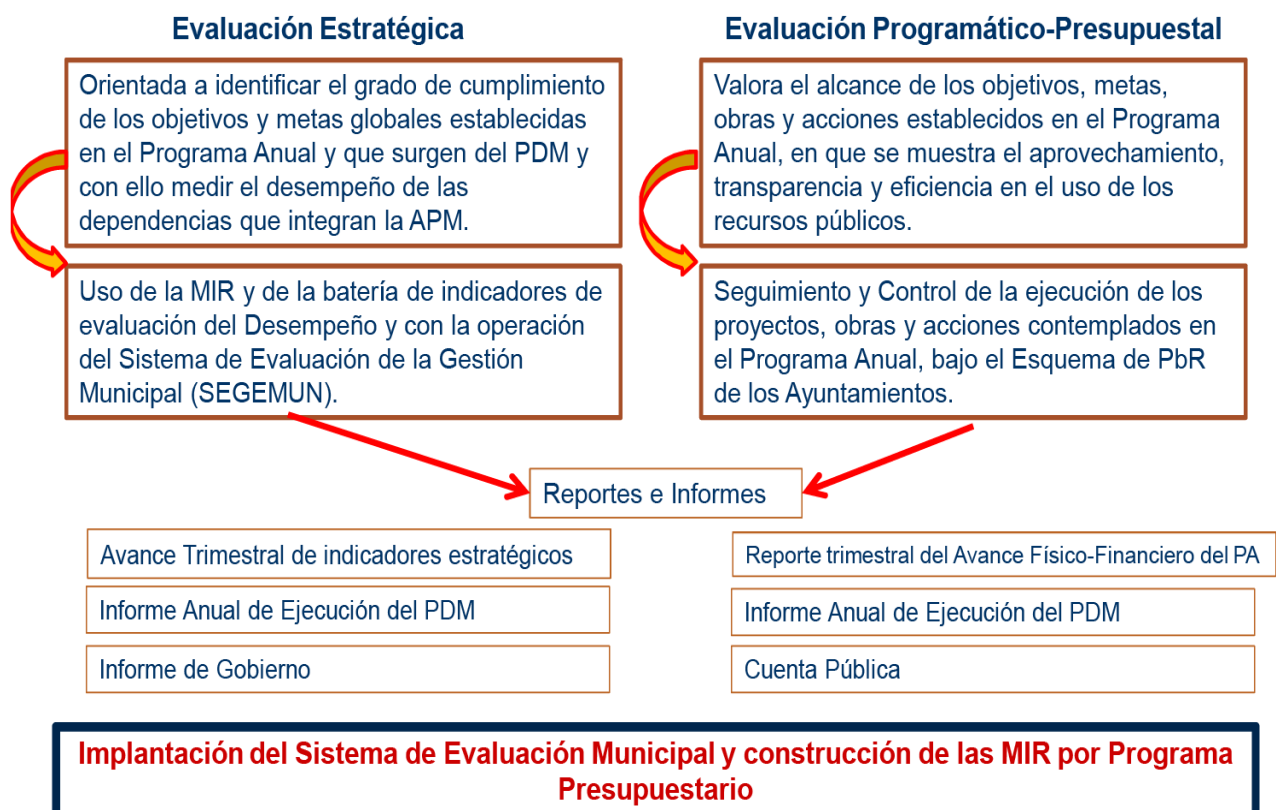 Evaluación Estratégica
Orientada a identificar el grado de cumplimiento
de los objetivos y metas globales establecidas
en el Programa Anual y que surgen del PDM y
con ello medir el desempeño de las
dependencias que integran la APM.
Uso de la MIR y de la batería de indicadores de
evaluación del Desempeño y con la operación
del Sistema de Evaluación de la Gestión
Municipal (SEGEMUN).
Evaluación Programático-Presupuestal
Valora el alcance de los objetivos, metas,
obras y acciones establecidos en el Programa
Anual, en que se muestra el aprovechamiento,
transparencia y eficiencia en el uso de los
recursos públicos.
Seguimiento y Control de la ejecución de los
proyectos, obras y acciones contemplados en
el Programa Anual, bajo el Esquema de PbR
de los Ayuntamientos.
Reportes e Informes
Avance Trimestral de indicadores estratégicos
Informe Anual de Ejecución del PDM
Informe de Gobierno
Reporte trimestral del Avance Físico-Financiero del PA
Informe Anual de Ejecución del PDM
Cuenta Pública
Implantación del Sistema de Evaluación Municipal y construcción de las MIR por Programa
Presupuestario